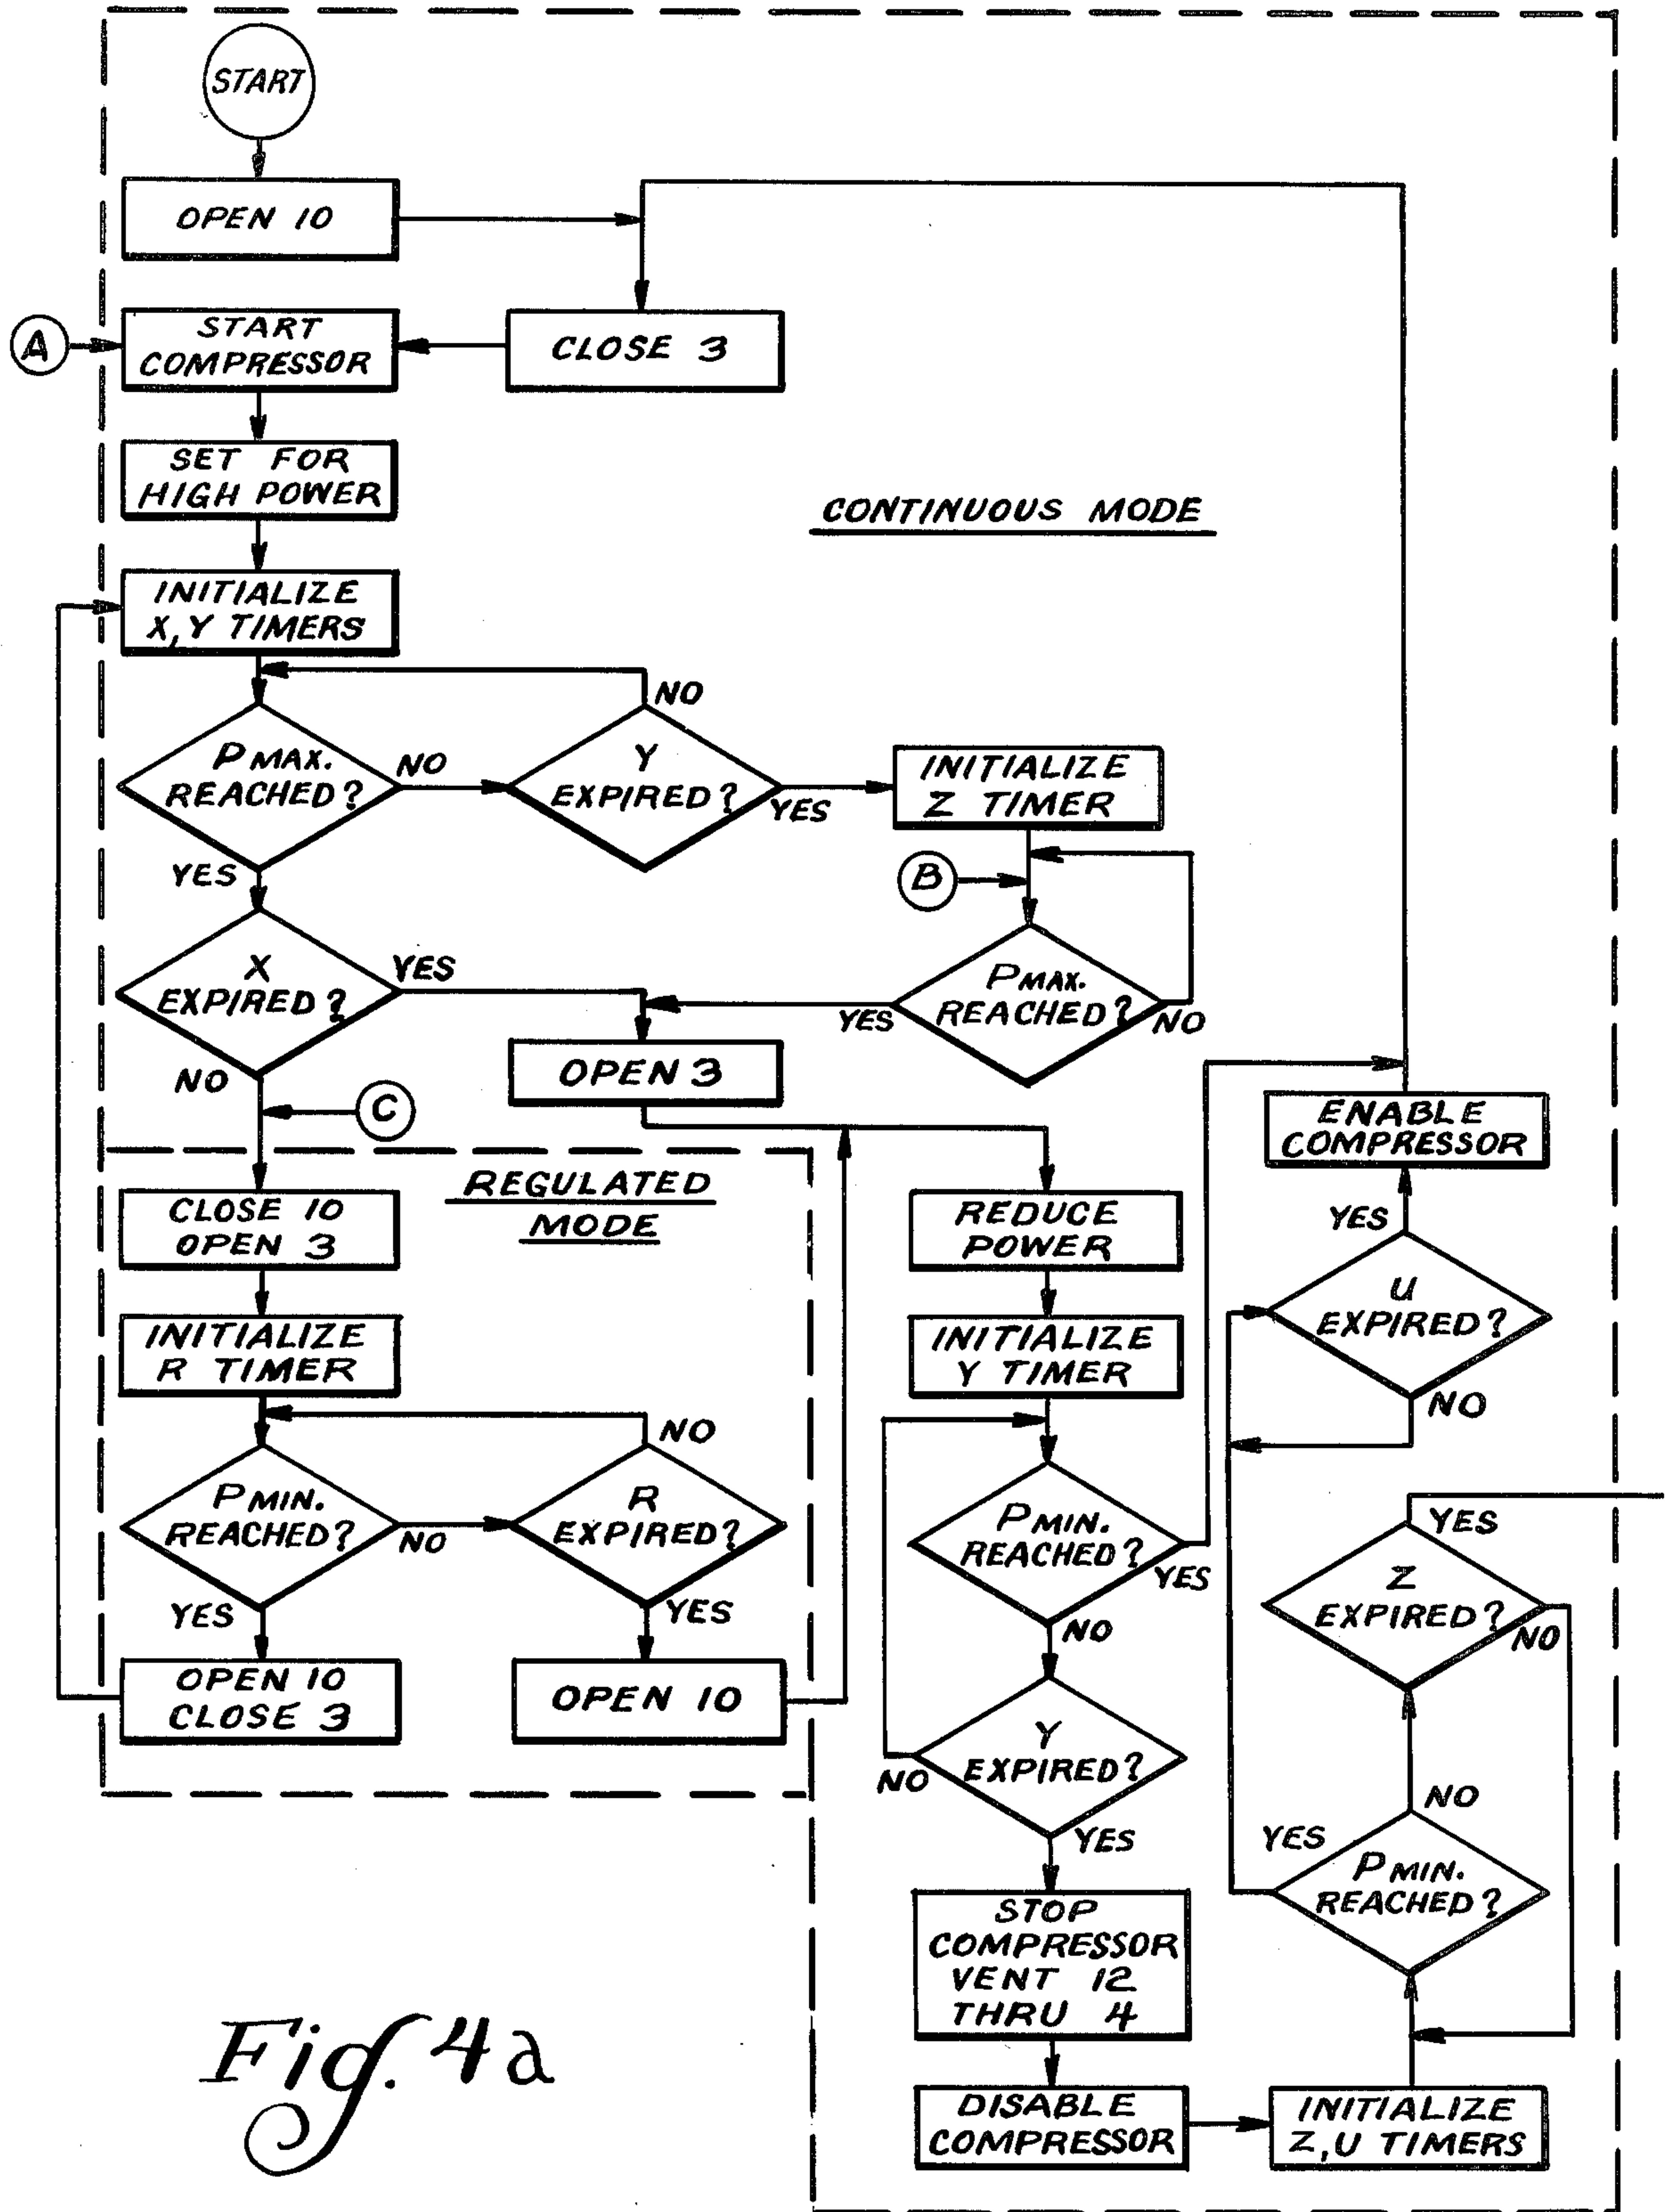 START
OPEN 10
A
START
COMPRESSOR
CLOSE 3
SET FOR
HIGH POWER
CONTINUOUS MODE
INITIALIZE
X, Y TIMERS
NO
P MAX.
REACHED?
NO
Y
EXPIRED?
YES
INITIALIZE
Z TIMER
YES
B
X
EXPIRED?
YES
P MAX.
REACHED?
YES
NO
NO
OPEN 3
C
ENABLE
COMPRESSOR
REGULATED
MODE
CLOSE 10
OPEN 3
REDUCE
POWER
YES
U
EXPIRED?
NO
INITIALIZE
R TIMER
INITIALIZE
Y TIMER
NO
P MIN.
REACHED?
NO
R
EXPIRED?
YES
YES
P MIN.
REACHED?
YES
NO
YES
Z
EXPIRED?
NO
OPEN 10
CLOSE 3
OPEN 10
Y
EXPIRED?
NO
YES
NO
YES
P MIN.
REACHED?
STOP
COMPRESSOR
VENT 12
THRU 4
DISABLE
COMPRESSOR
INITIALIZE
Z, U TIMERS
Fig. 4a